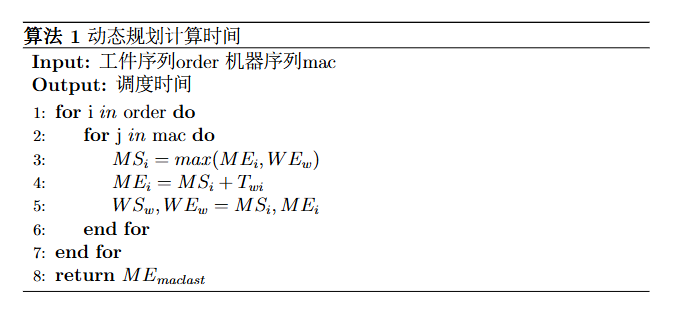 算法 1 动态规划计算时间
Input: 工件序列order 机器序列mac
Output: 调度时间
1: for i in order do
2: for j in mac do
3: MS_i = max(ME_i, WE_w)
4: ME_i = MS_i + T_{wi}
5: WS_w, WE_w = MS_i, ME_i
6: end for
7: end for
8: return ME_{maclast}